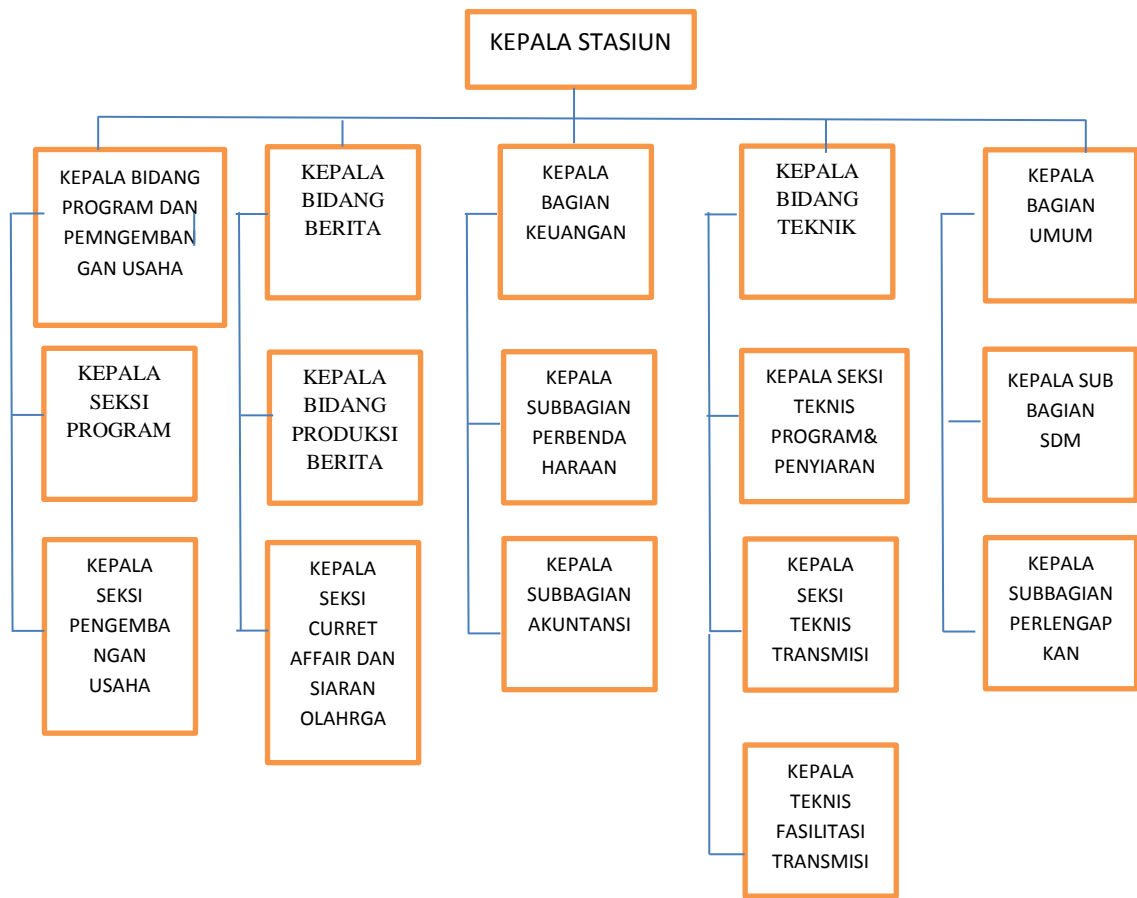 KEPALA STASIUN
KEPALA BIDANG
PROGRAM DAN
PEMNGEMBAN
GAN USAHA
KEPALA
BIDANG
BERITA
KEPALA
BAGIAN
KEUANGAN
KEPALA
BIDANG
TEKNIK
KEPALA
BAGIAN
UMUM
KEPALA
SEKSI
PROGRAM
KEPALA
BIDANG
PRODUKSI
BERITA
KEPALA
SUBBAGIAN
PERBENDA
HARAAN
KEPALA SEKSI
TEKNIS
PROGRAM&
PENYIARAN
KEPALA SUB
BAGIAN
SDM
KEPALA
SEKSI
PENGEMBA
NGAN
USAHA
KEPALA
SEKSI
CURRET
AFFAIR DAN
SIARAN
OLAHRGA
KEPALA
SUBBAGIAN
AKUNTANSI
KEPALA
SEKSI
TEKNIS
TRANSMISI
KEPALA
SUBBAGIAN
PERLENGAP
KAN
KEPALA
TEKNIS
FASILITASI
TRANSMISI